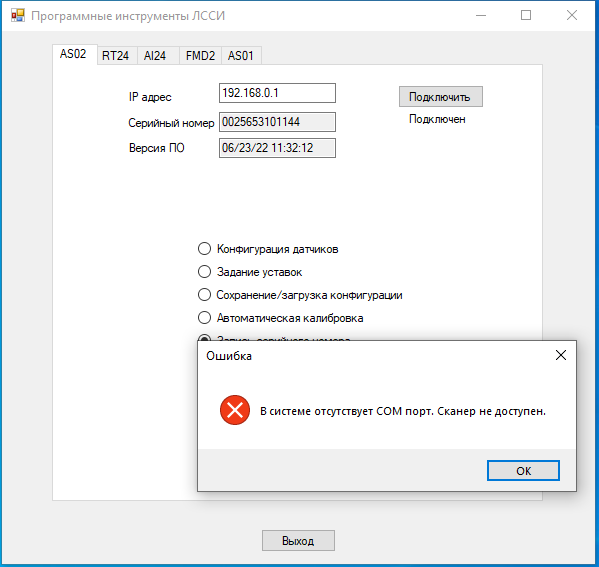 Программные инструменты ЛССИ
AS02 RT24 AI24 FMD2 AS01
IP адрес 192.168.0.1 Подключить
Серийный номер 0025653101144 Подключен
Версия ПО 06/23/22 11:32:12
Конфигурация датчиков
Задание уставок
Сохранение/загрузка конфигурации
Автоматическая калибровка
Запись серийного номера
Ошибка
В системе отсутствует COM порт. Сканер не доступен.
OK
Выход